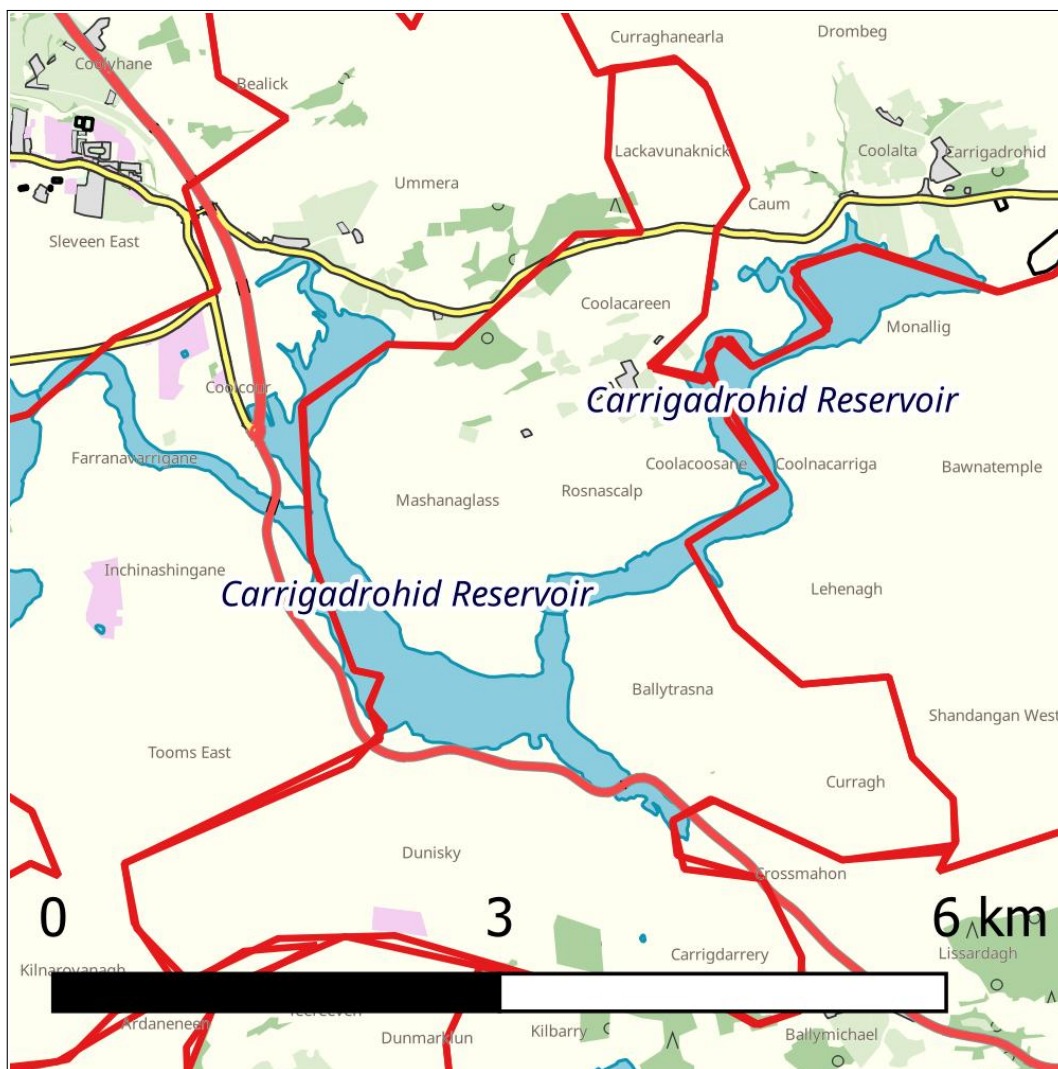 Curraghanearla
Drombeg
Coolyhane
Bealick
Lackavunaknick
Coolalta
Carrigadrohid
Ummera
Caum
Sleveen East
Coolacareen
Monallig
Coolcour
Carrigadrohid Reservoir
Farranavarrigane
Coolacoosane
Coolnacarriga
Bawnatemple
Rosnascalp
Mashanaglass
Inchinashingane
Carrigadrohid Reservoir
Lehenagh
Ballytrasna
Shandangan West
Tooms East
Curragh
Dunisky
Crossmahon
0
3
6 km
Carrigdarrery
Lissardagh
Kilnarovanagh
Ardaneneen
Dunmarklun
Kilbarry
Ballymichael